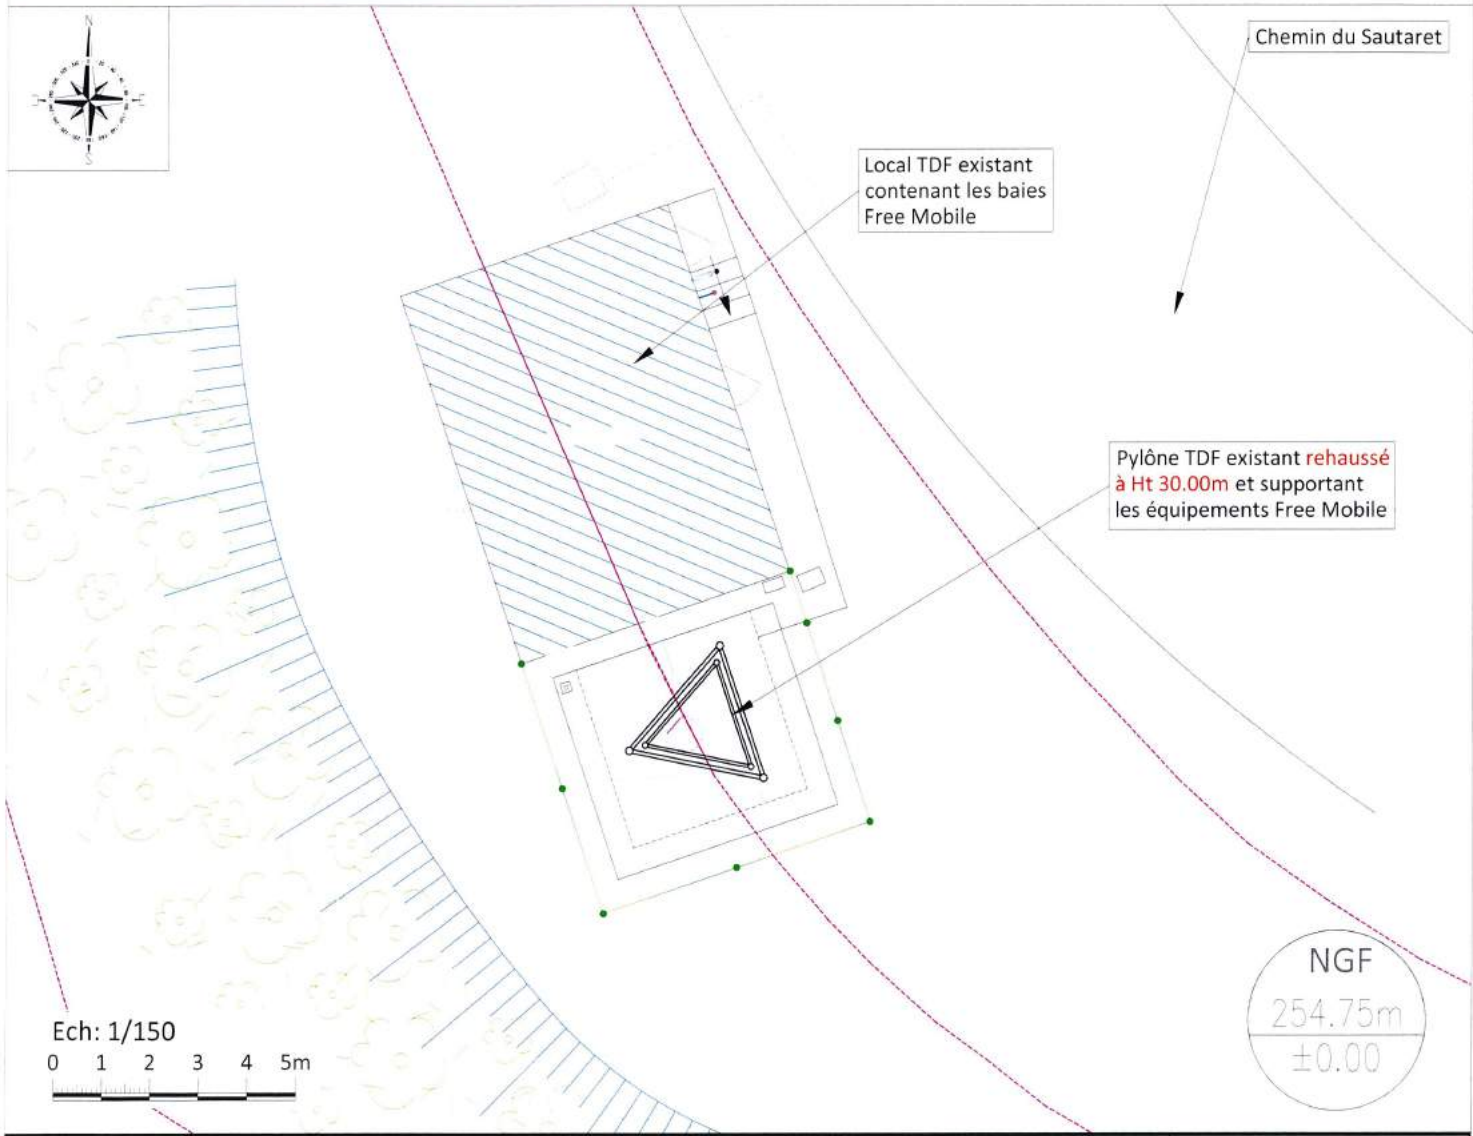 N
S
Chemin du Sautaret
Local TDF existant
contenant les baies
Free Mobile
Pylône TDF existant rehaussé
à Ht 30.00m et supportant
les équipements Free Mobile
NGF
254.75m
±0.00
Ech: 1/150
0 1 2 3 4 5m